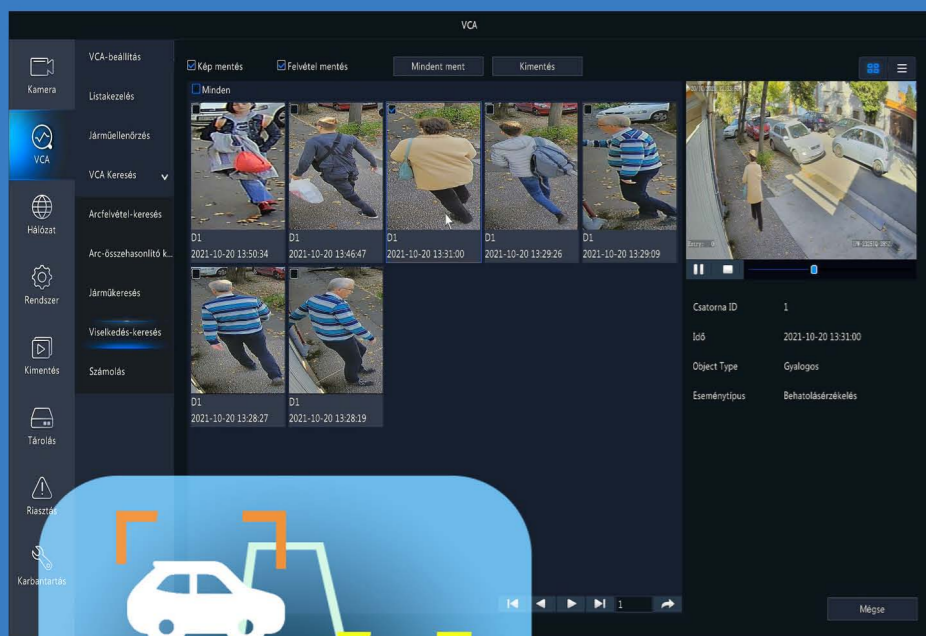 VCA
Kamera
VCA
Hálózat
Rendszer
Kimentés
Tárolás
Riasztás
Karbantartás
VCA-beállítás
Listakezelés
Járműellenőrzés
VCA Keresés
Arcfelvétel-keresés
Arc-összehasonlító k...
Járműkeresés
Viselkedés-keresés
Számolás
Kép mentés
Felvétel mentés
Mindent ment
Kimentés
Minden
D1
2021-10-20 13:50:34
D1
2021-10-20 13:46:47
D1
2021-10-20 13:31:00
D1
2021-10-20 13:29:26
D1
2021-10-20 13:29:09
D1
2021-10-20 13:28:27
D1
2021-10-20 13:28:19
Csatorna ID 1
Idő 2021-10-20 13:31:00
Object Type Gyalogos
Eseménytípus Behatolásérzékelés
1
Mégse